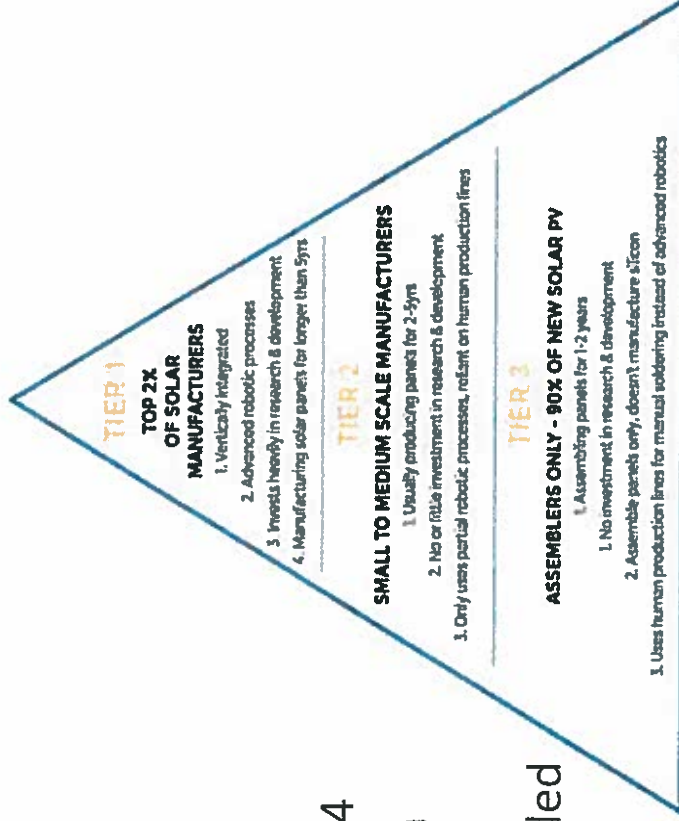 TIER 1
TOP 2%
OF SOLAR
MANUFACTURERS
1. Vertically integrated
2. Advanced robotic processes
3. Invests heavily in research & development
4. Manufacturing solar panels for longer than 5yrs
TIER 2
SMALL TO MEDIUM SCALE MANUFACTURERS
1. Usually producing panels for 2-5yrs
2. No or little investment in research & development
3. Only uses partial robotic processes, reliant on human production lines
TIER 3
ASSEMBLERS ONLY - 90% OF NEW SOLAR PV
1. Assembling panels for 1-2 years
1. No investment in research & development
2. Assemble panels only, doesn't manufacture silicon
3. Uses human production lines for manual soldering instead of advanced robotics
4
led